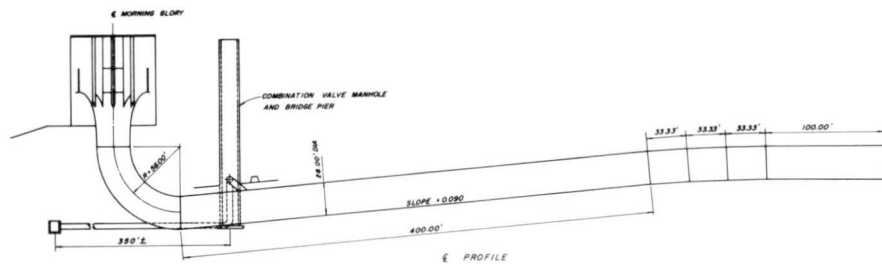 ℄ MORNING GLORY
COMBINATION VALVE MANHOLE
AND BRIDGE PIER
33.33'
33.33'
33.33'
100.00'
R=56.00'
28.00' DIA
SLOPE +0.090
400.00'
350'±
℄ PROFILE